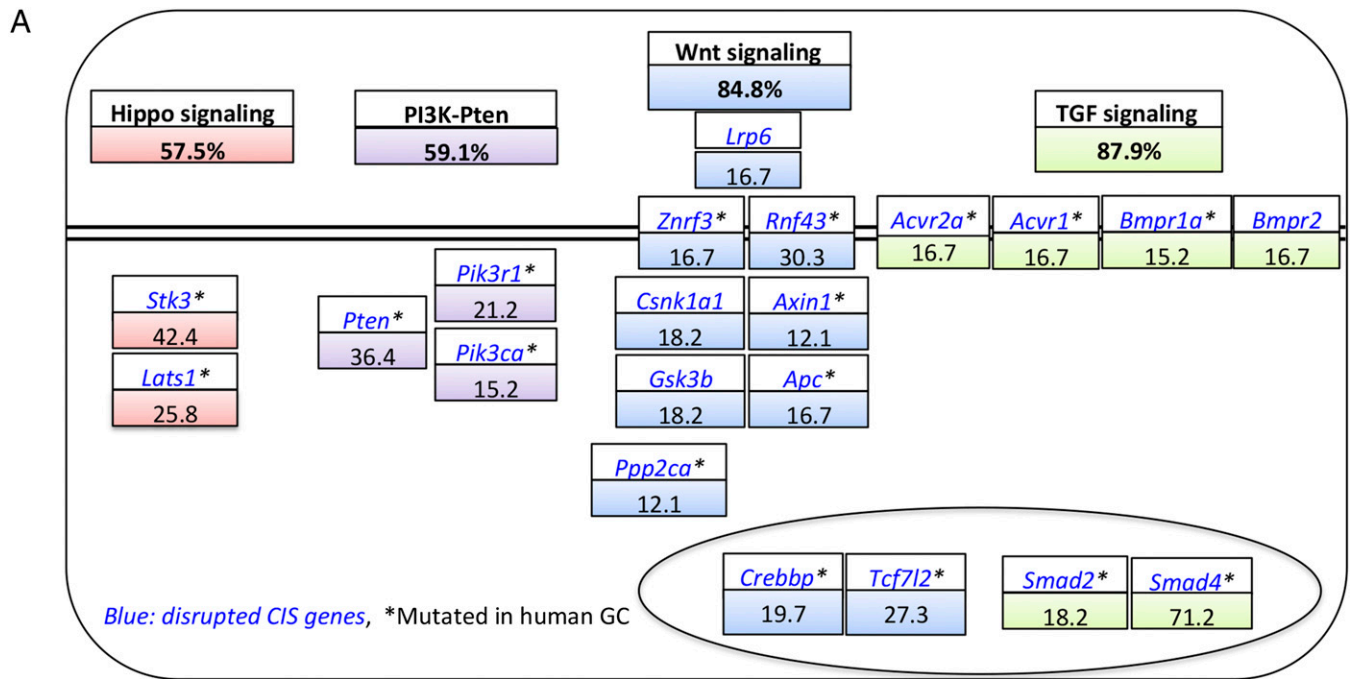 A
Wnt signaling
84.8%
Hippo signaling
57.5%
PI3K-Pten
59.1%
TGF signaling
87.9%
Lrp6
16.7
Znrf3*
16.7
Rnf43*
30.3
Acvr2a*
16.7
Acvr1*
16.7
Bmpr1a*
15.2
Bmpr2
16.7
Stk3*
42.4
Lats1*
25.8
Pten*
36.4
Pik3r1*
21.2
Pik3ca*
15.2
Csnk1a1
18.2
Axin1*
12.1
Gsk3b
18.2
Apc*
16.7
Ppp2ca*
12.1
Crebbp*
19.7
Tcf7l2*
27.3
Smad2*
18.2
Smad4*
71.2
Blue: disrupted CIS genes, *Mutated in human GC